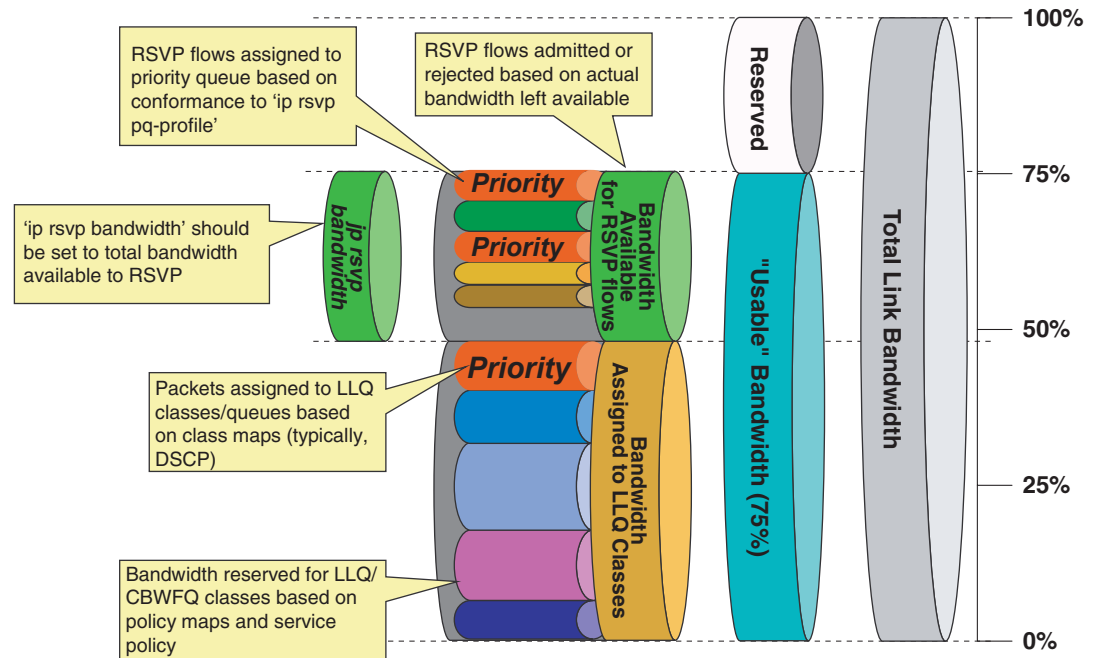 RSVP flows assigned to
priority queue based on
conformance to ‘ip rsvp
pq-profile’
RSVP flows admitted or
rejected based on actual
bandwidth left available
‘ip rsvp bandwidth’ should
be set to total bandwidth
available to RSVP
Packets assigned to LLQ
classes/queues based
on class maps (typically,
DSCP)
Bandwidth reserved for LLQ/
CBWFQ classes based on
policy maps and service
policy
ip rsvp
bandwidth
Priority
Priority
Priority
Bandwidth
Available
for RSVP flows
Bandwidth
Assigned to LLQ Classes
Reserved
"Usable" Bandwidth (75%)
Total Link Bandwidth
100%
75%
50%
25%
0%